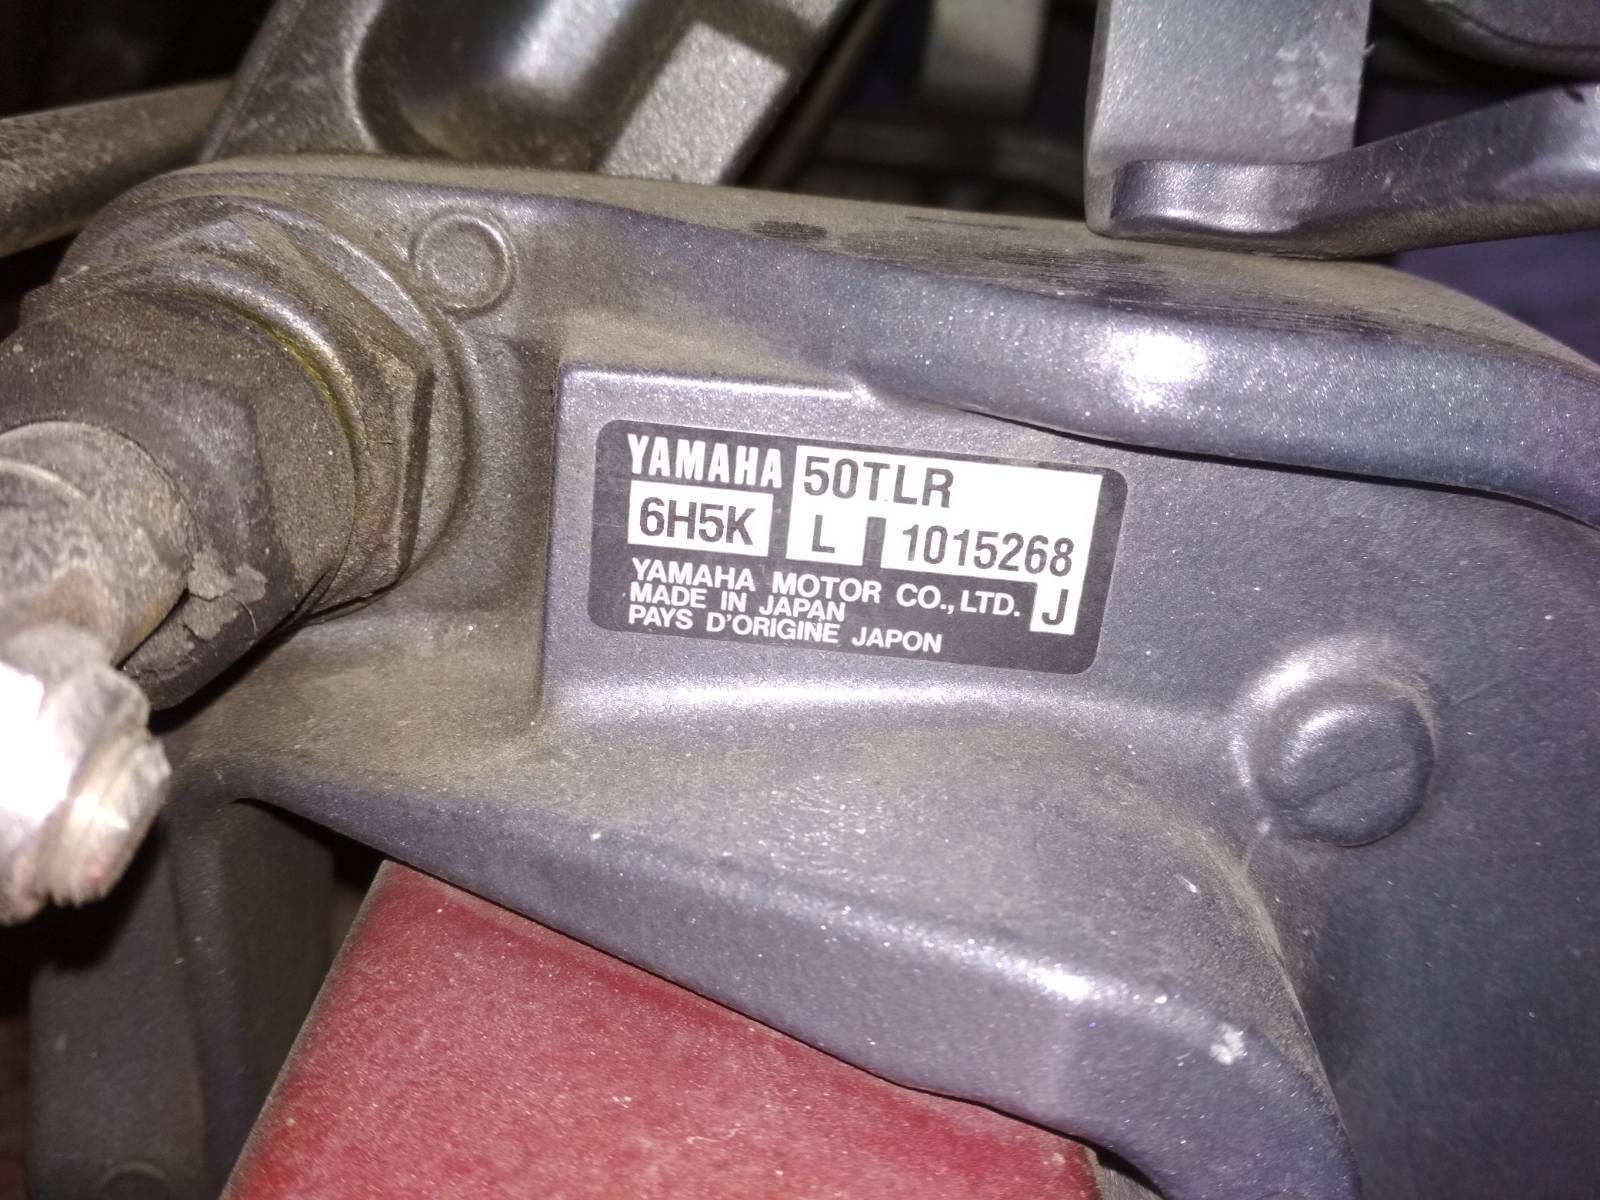 YAMAHA 50TLR
6H5K L 1015268
YAMAHA MOTOR CO., LTD. J
MADE IN JAPAN
PAYS D'ORIGINE JAPON